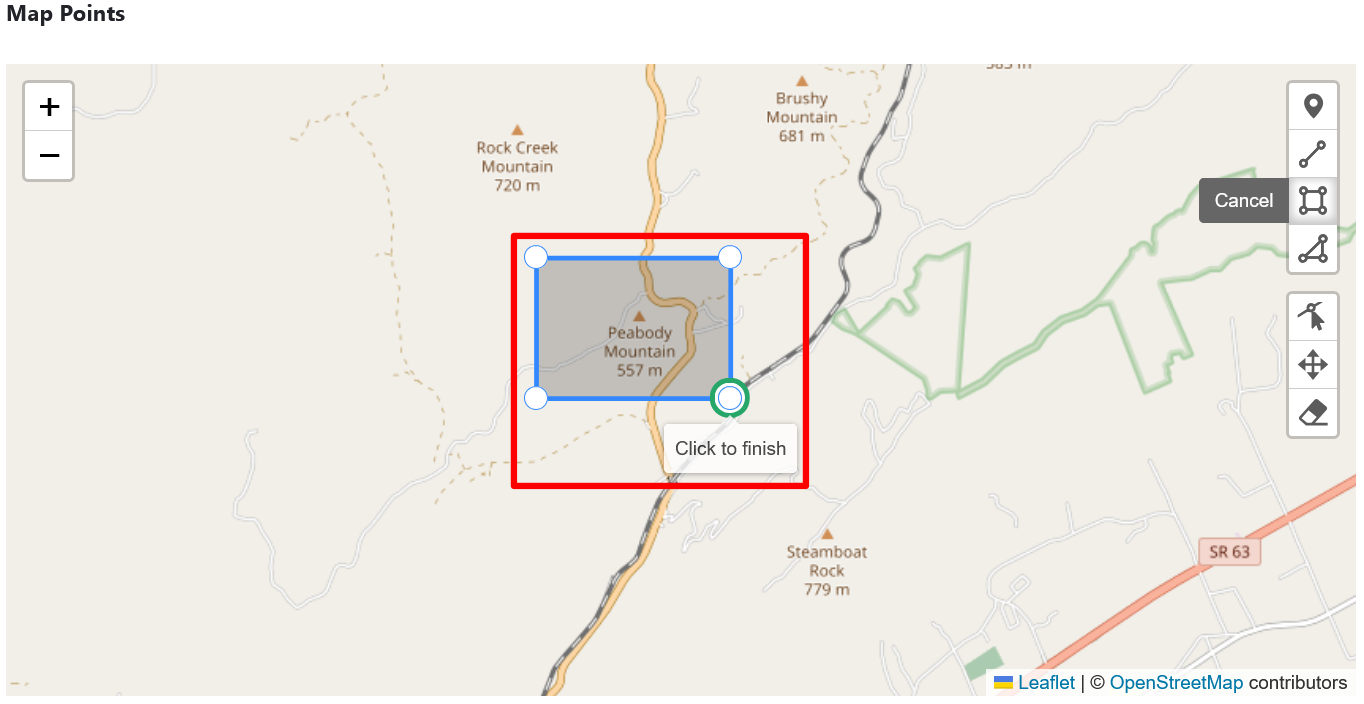 Map Points
+
−
Rock Creek
Mountain
720 m
Brushy
Mountain
681 m
Cancel
Peabody
Mountain
557 m
Click to finish
Steamboat
Rock
779 m
SR 63
Leaflet | © OpenStreetMap contributors